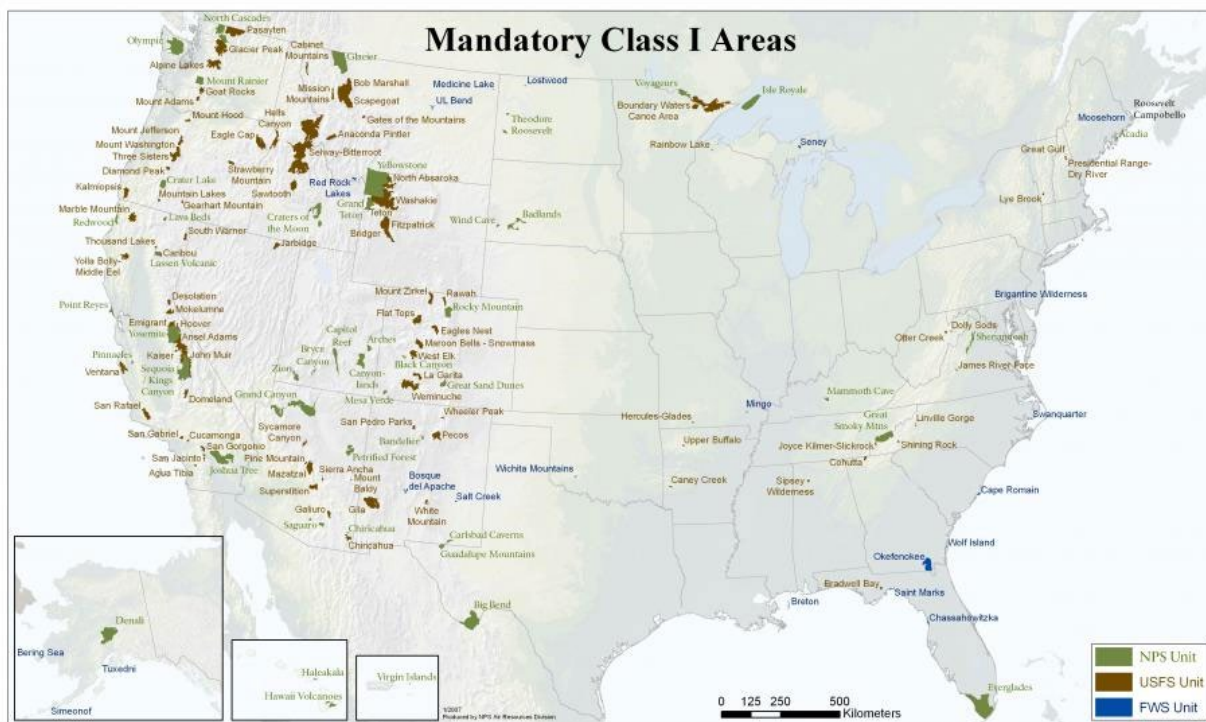 Mandatory Class I Areas
North Cascades
Pasayten
Olympic
Glacier Peak
Alpine Lakes
Cabinet
Mountains
Glacier
Mount Rainier
Goat Rocks
Mission
Mountains
Bob Marshall
Scapegoat
Medicine Lake
Lostwood
UL Bend
Mount Adams
Mount Hood
Hells
Canyon
Gates of the Mountains
Theodore
Roosevelt
Mount Jefferson
Mount Washington
Three Sisters
Eagle Cap
Anaconda Pintler
Selway-Bitterroot
Diamond Peak
Strawberry
Mountain
Yellowstone
North Absaroka
Kalmiopsis
Crater Lake
Mountain Lakes
Gearhart Mountain
Sawtooth
Red Rock
Lakes
Washakie
Marble Mountain
Redwood
Lava Beds
Craters of
the Moon
Grand
Teton
Teton
Fitzpatrick
Bridger
Wind Cave
Badlands
South Warner
Jarbidge
Thousand Lakes
Caribou
Lassen Volcanic
Yolla Bolly-
Middle Eel
Voyageurs
Isle Royale
Boundary Waters
Canoe Area
Rainbow Lake
Seney
Roosevelt
Campobello
Moosehorn
Acadia
Great Gulf
Presidential Range-
Dry River
Lye Brook
Point Reyes
Desolation
Mokelumne
Emigrant
Hoover
Yosemite
Ansel Adams
Pinnacles
Kaiser
John Muir
Ventana
Sequoia
/ Kings
Canyon
Mount Zirkel
Rawah
Rocky Mountain
Flat Tops
Eagles Nest
Capitol
Reef
Arches
Maroon Bells - Snowmass
Bryce
Canyon
West Elk
Black Canyon
Zion
Canyon-
lands
La Garita
Great Sand Dunes
Weminuche
Mesa Verde
Domeland
Grand Canyon
San Rafael
Wheeler Peak
San Pedro Parks
San Gabriel
Cucamonga
San Gorgonio
Sycamore
Canyon
Bandelier
Pecos
San Jacinto
Agua Tibia
Joshua Tree
Pine Mountain
Mazatzal
Petrified Forest
Sierra Ancha
Mount
Baldy
Superstition
Bosque
del Apache
Salt Creek
Wichita Mountains
Galiuro
Gila
White
Mountain
Saguaro
Chiricahua
Chiricahua
Carlsbad Caverns
Guadalupe Mountains
Big Bend
Brigantine Wilderness
Dolly Sods
Otter Creek
Shenandoah
James River Face
Mammoth Cave
Hercules-Glades
Mingo
Great
Smoky Mtns
Linville Gorge
Swanquarter
Upper Buffalo
Joyce Kilmer-Slickrock
Shining Rock
Cohutta
Caney Creek
Sipsey
Wilderness
Cape Romain
Wolf Island
Okefenokee
Bradwell Bay
Saint Marks
Breton
Chassahowitzka
Everglades
Denali
Bering Sea
Tuxedni
Simeonof
Haleakala
Hawaii Volcanoes
Virgin Islands
1/2007
Produced by NPS Air Resources Division
0 125 250 500
Kilometers
NPS Unit
USFS Unit
FWS Unit